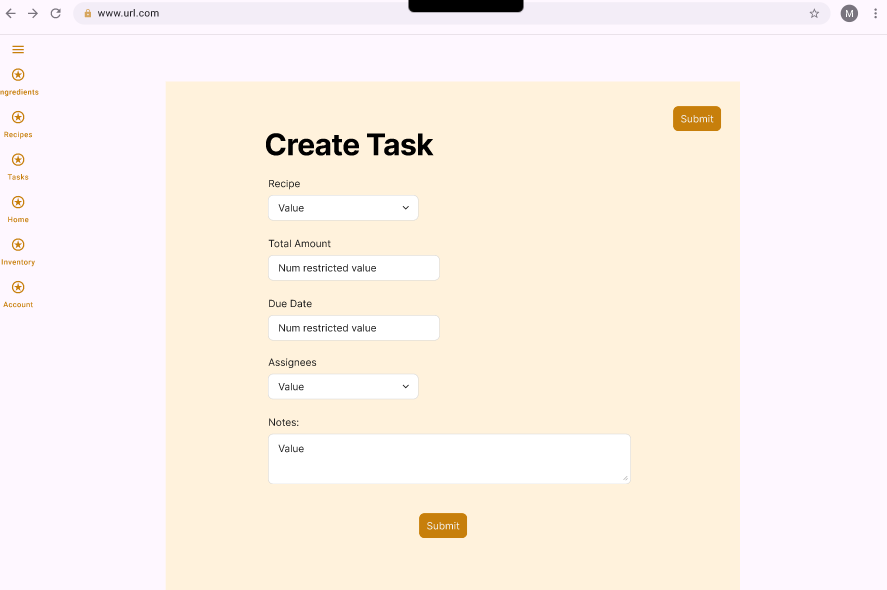 www.url.com
M
ngredients
Recipes
Tasks
Home
Inventory
Account
Submit
Create Task
Recipe
Value
Total Amount
Num restricted value
Due Date
Num restricted value
Assignees
Value
Notes:
Value
Submit